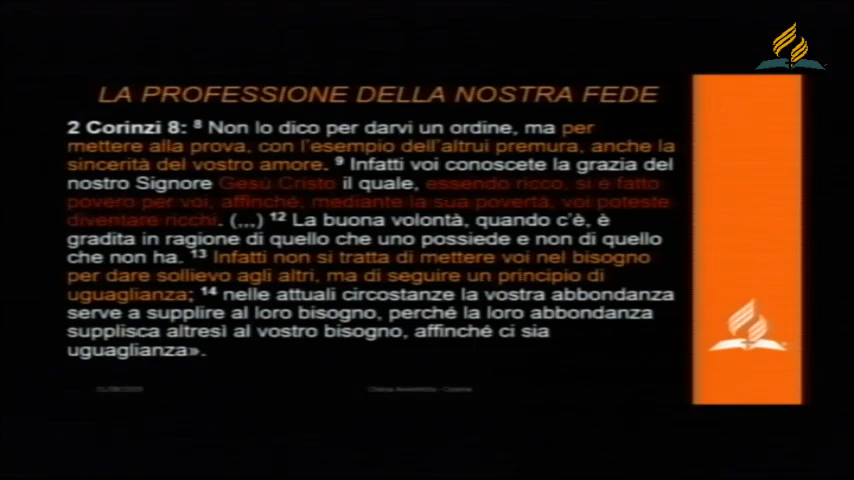 LA PROFESSIONE DELLA NOSTRA FEDE
2 Corinzi 8: ⁸ Non lo dico per darvi un ordine, ma per
mettere alla prova, con l'esempio dell'altrui premura, anche la
sincerità del vostro amore. ⁹ Infatti voi conoscete la grazia del
nostro Signore Gesù Cristo il quale, essendo ricco, si è fatto
povero per voi, affinché, mediante la sua povertà, voi poteste
diventare ricchi. (...) ¹² La buona volontà, quando c'è, è
gradita in ragione di quello che uno possiede e non di quello
che non ha. ¹³ Infatti non si tratta di mettere voi nel bisogno
per dare sollievo agli altri, ma di seguire un principio di
uguaglianza; ¹⁴ nelle attuali circostanze la vostra abbondanza
serve a supplire al loro bisogno, perché la loro abbondanza
supplisca altresì al vostro bisogno, affinché ci sia
uguaglianza».